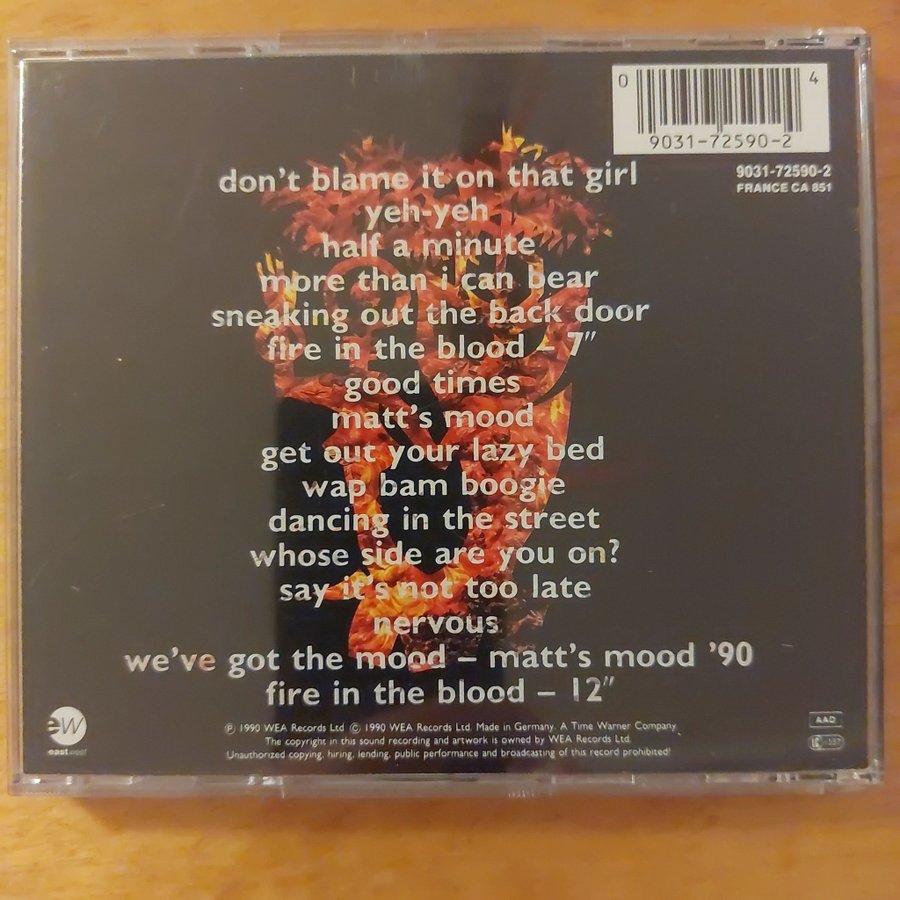 0 4
9031-72590-2
9031-72590-2
FRANCE CA 851
don't blame it on that girl
yeh-yeh
half a minute
more than i can bear
sneaking out the back door
fire in the blood – 7"
good times
matt's mood
get out your lazy bed
wap bam boogie
dancing in the street
whose side are you on?
say it's not too late
nervous
we've got the mood – matt's mood '90
fire in the blood – 12"
ew
eastwest
℗ 1990 WEA Records Ltd © 1990 WEA Records Ltd. Made in Germany. A Time Warner Company.
The copyright in this sound recording and artwork is owned by WEA Records Ltd.
Unauthorized copying, hiring, lending, public performance and broadcasting of this record prohibited!
AAD